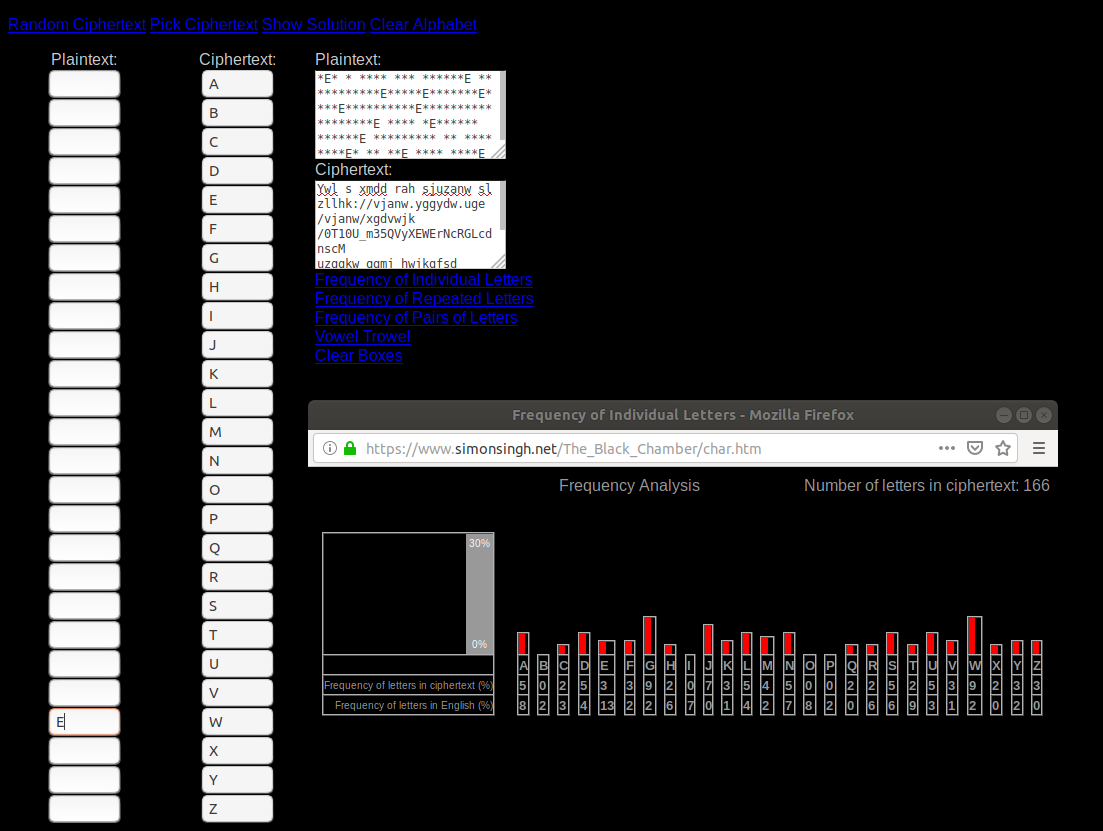 Random Ciphertext Pick Ciphertext Show Solution Clear Alphabet
Plaintext:
E
Ciphertext:
A
B
C
D
E
F
G
H
I
J
K
L
M
N
O
P
Q
R
S
T
U
V
W
X
Y
Z
Plaintext:
*E* * **** *** ******E **
*********E*****E*******E*
***E**********E**********
********E **** *E******
******E ********* ** ****
****E* ** **E **** ****E
Ciphertext:
Ywl s xmdd rah sjuzanw sl
zllhk://vjanw.yggydw.uge
/vjanw/xgdvwjk
/0T10U_m35QVyXEWErNcRGLcd
nscM
uzggkw ggmj hwjkgfsd
Frequency of Individual Letters
Frequency of Repeated Letters
Frequency of Pairs of Letters
Vowel Trowel
Clear Boxes
Frequency of Individual Letters - Mozilla Firefox
https://www.simonsingh.net/The_Black_Chamber/char.htm
Frequency Analysis
Number of letters in ciphertext: 166
30%
0%
A B C D E F G H I J K L M N O P Q R S T U V W X Y Z
Frequency of letters in ciphertext (%)
5 0 2 5 3 3 9 2 0 7 3 5 4 5 0 0 2 2 5 2 5 3 9 2 3 3
Frequency of letters in English (%)
8 2 3 4 13 2 2 6 7 0 1 4 2 7 8 2 0 6 6 9 3 1 2 0 2 0